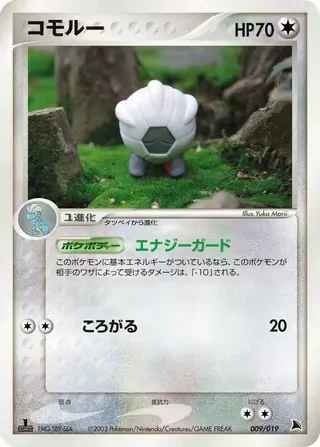 コモルー HP70
Illus. Yuka Morii
1進化 タツベイから進化
ポケボディー エナジーガード
このポケモンに基本エネルギーがついているなら、このポケモンが
相手のワザによって受けるダメージは、「-10」される。
ころがる 20
弱点 抵抗力 にげる
1 EDITION PMG-SB9-S&A ©2003 Pokémon/Nintendo/Creatures/GAME FREAK 009/019